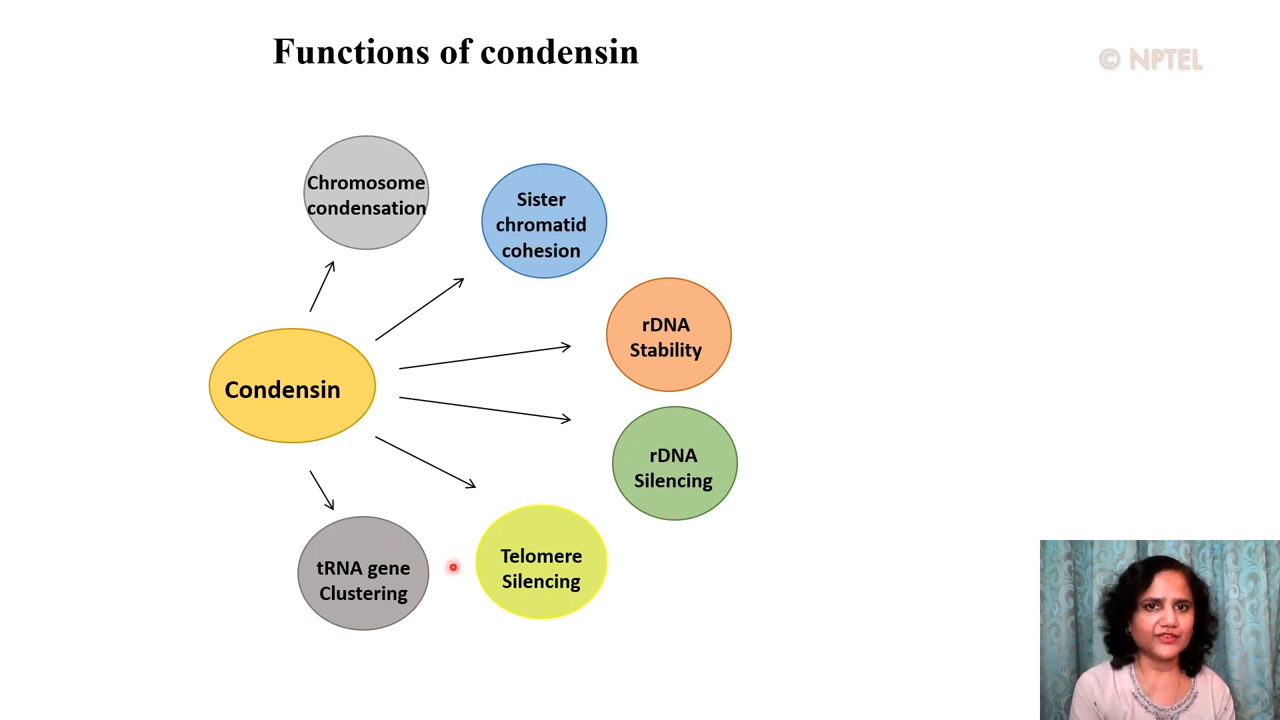 Functions of condensin
© NPTEL
Chromosome
condensation
Sister
chromatid
cohesion
rDNA
Stability
Condensin
rDNA
Silencing
Telomere
Silencing
tRNA gene
Clustering